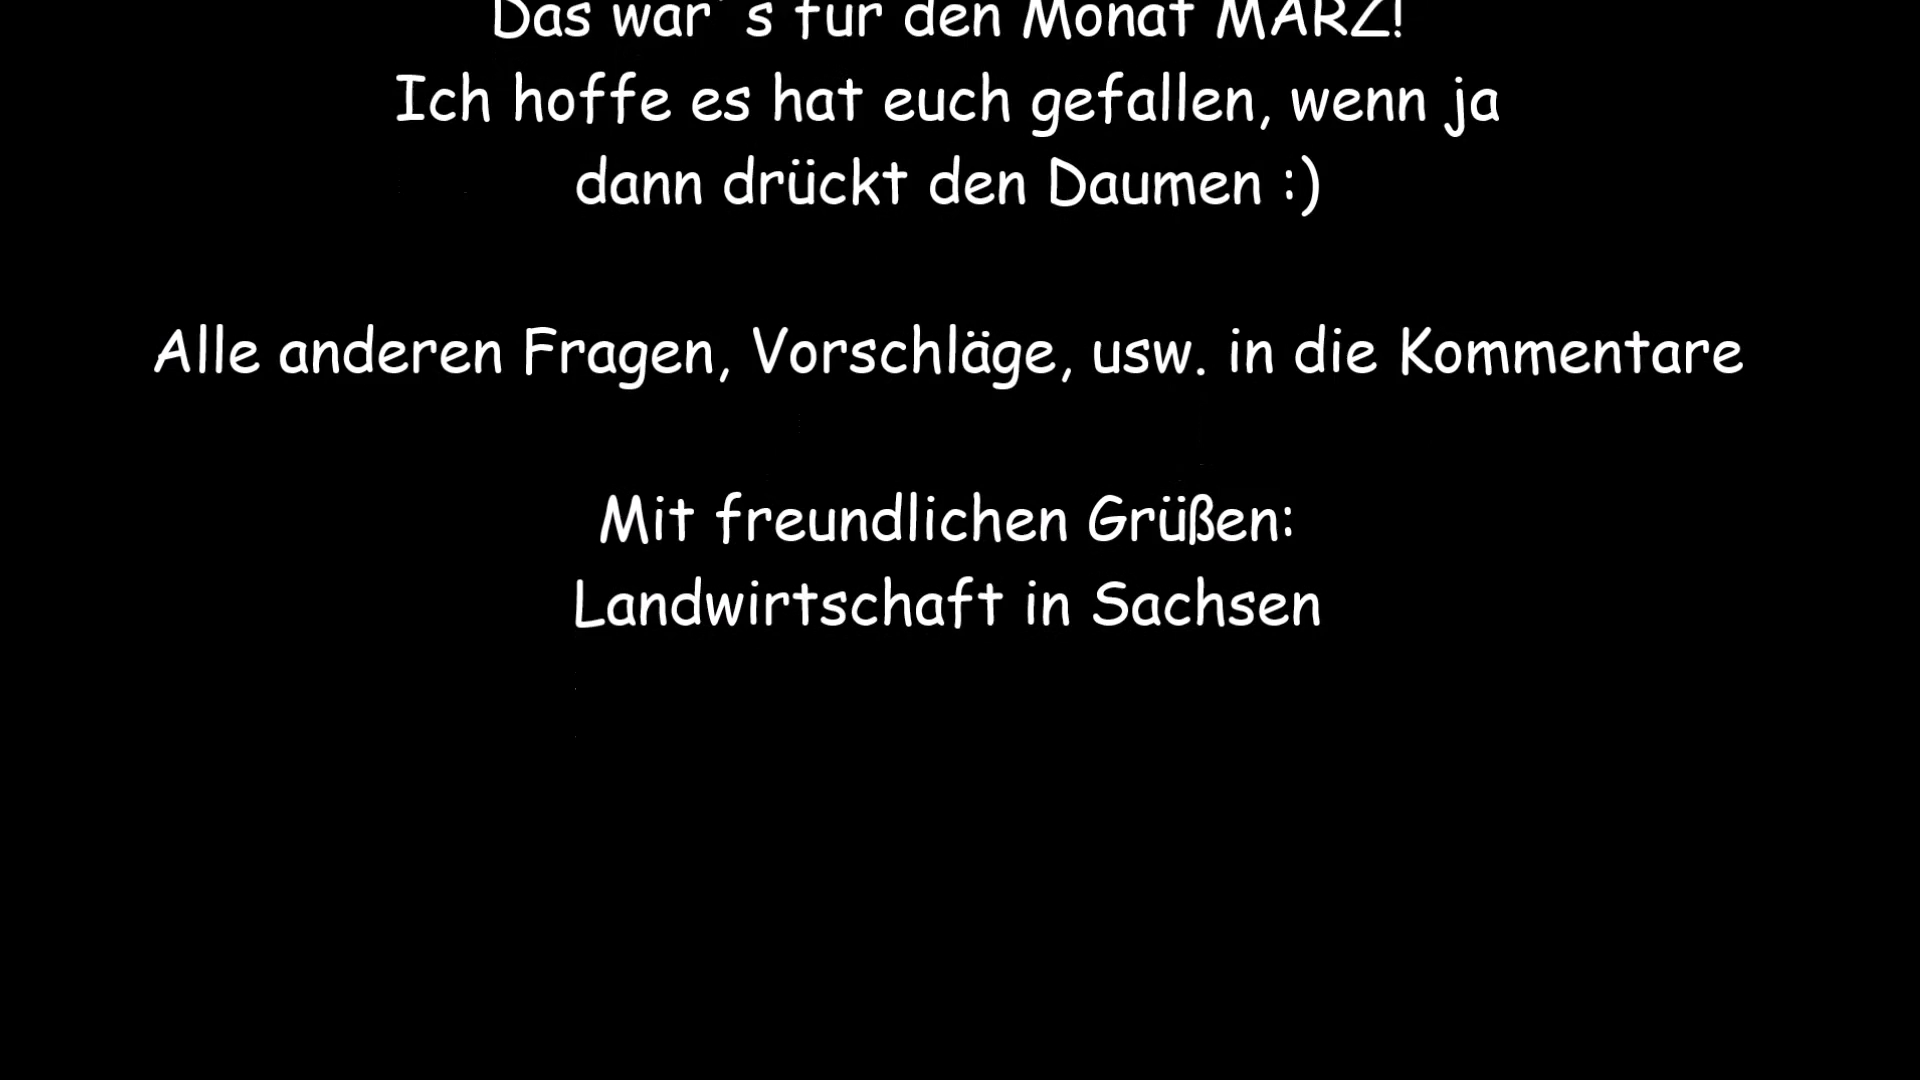 Das war´s für den Monat MÄRZ!
Ich hoffe es hat euch gefallen, wenn ja
dann drückt den Daumen :)
Alle anderen Fragen, Vorschläge, usw. in die Kommentare
Mit freundlichen Grüßen:
Landwirtschaft in Sachsen